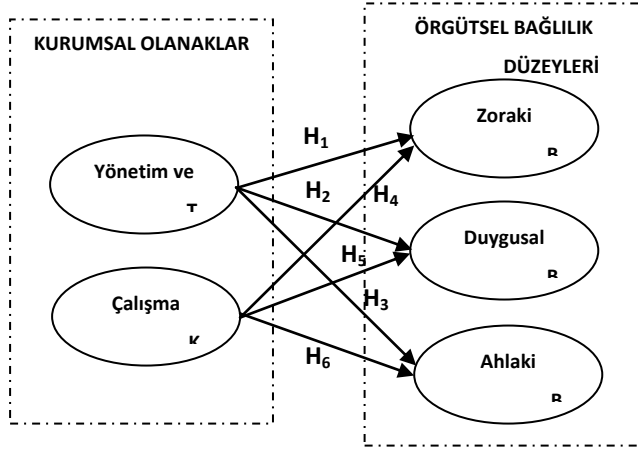 KURUMSAL OLANAKLAR
ÖRGÜTSEL BAĞLILIK
DÜZEYLERİ
Yönetim ve
Çalışma
Zoraki
Duygusal
Ahlaki
H₁
H₂
H₄
H₅
H₃
H₆